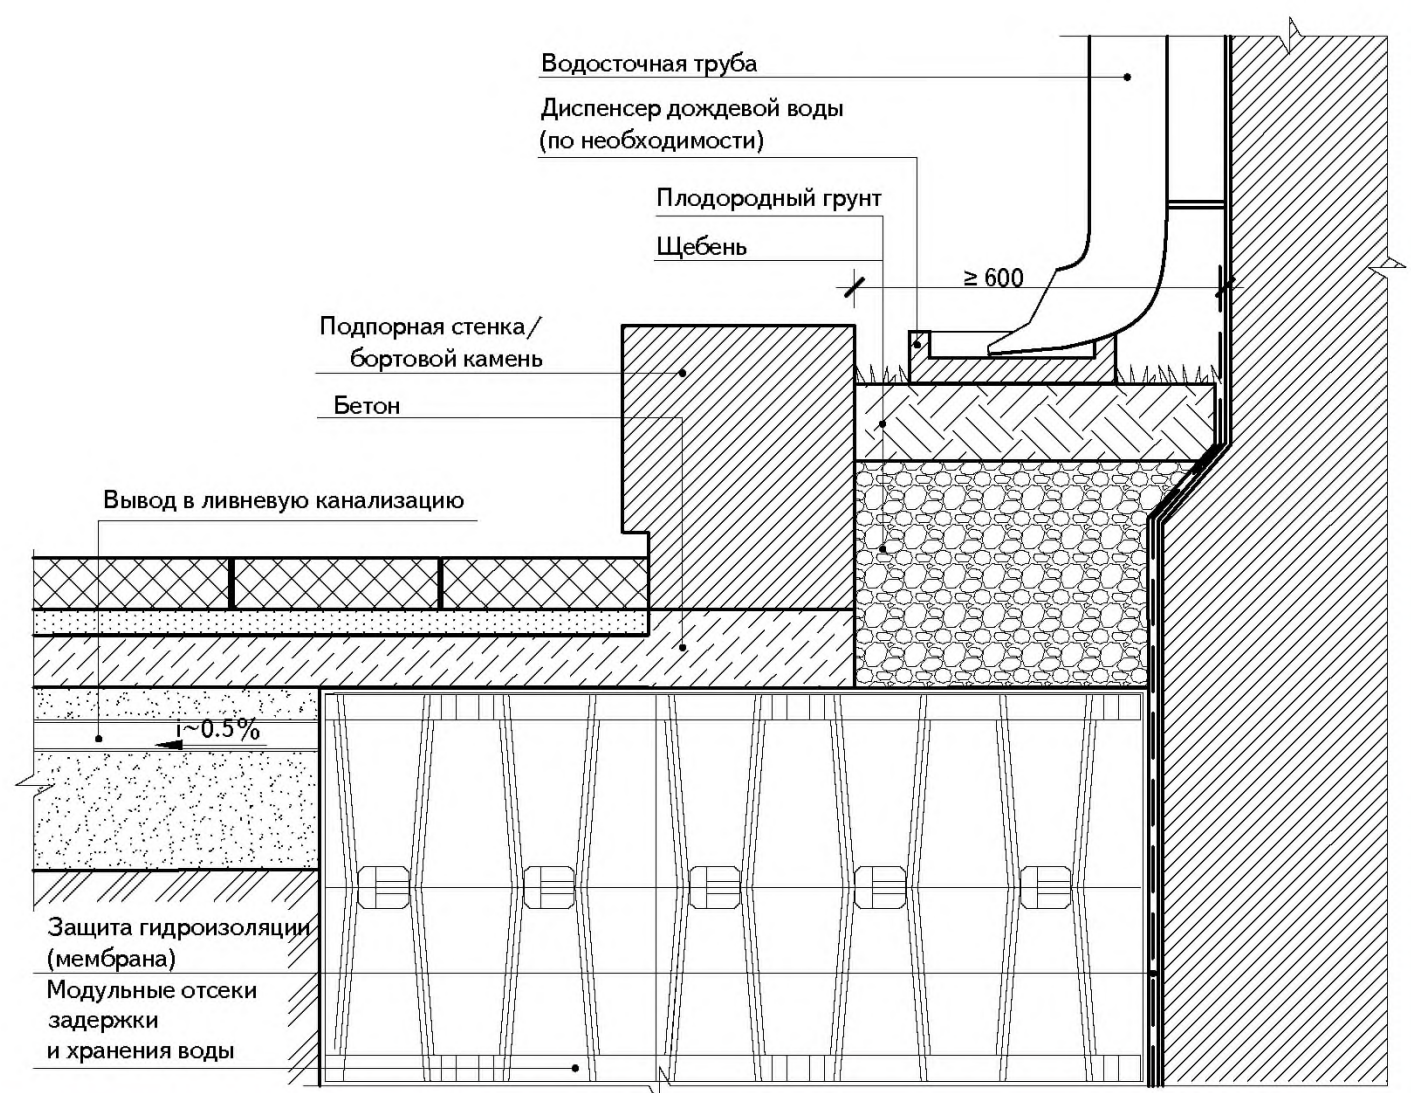 Водосточная труба
Диспенсер дождевой воды
(по необходимости)
Плодородный грунт
Щебень
≥ 600
Подпорная стенка/
бортовой камень
Бетон
Вывод в ливневую канализацию
i~0.5%
Защита гидроизоляции
(мембрана)
Модульные отсеки
задержки
и хранения воды